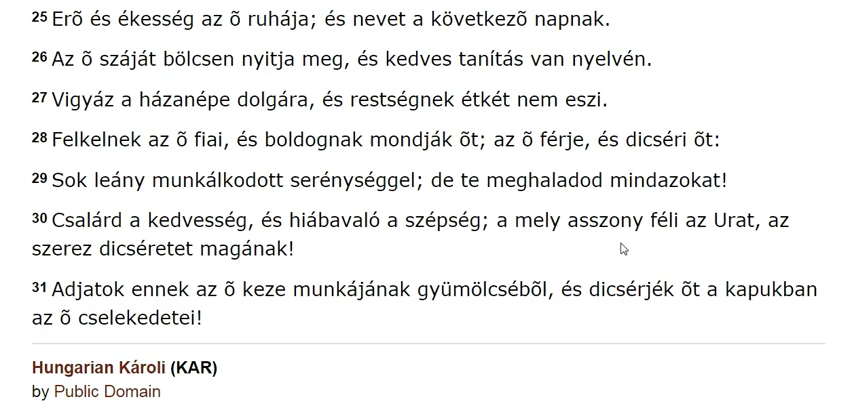 25 Erõ és ékesség az õ ruhája; és nevet a következõ napnak.
26 Az õ száját bölcsen nyitja meg, és kedves tanítás van nyelvén.
27 Vigyáz a házanépe dolgára, és restségnek étkét nem eszi.
28 Felkelnek az õ fiai, és boldognak mondják õt; az õ férje, és dicséri õt:
29 Sok leány munkálkodott serénységgel; de te meghaladod mindazokat!
30 Csalárd a kedvesség, és hiábavaló a szépség; a mely asszony féli az Urat, az
szerez dicséretet magának!
31 Adjatok ennek az õ keze munkájának gyümölcsébõl, és dicsérjék õt a kapukban
az õ cselekedetei!
Hungarian Károli (KAR)
by Public Domain